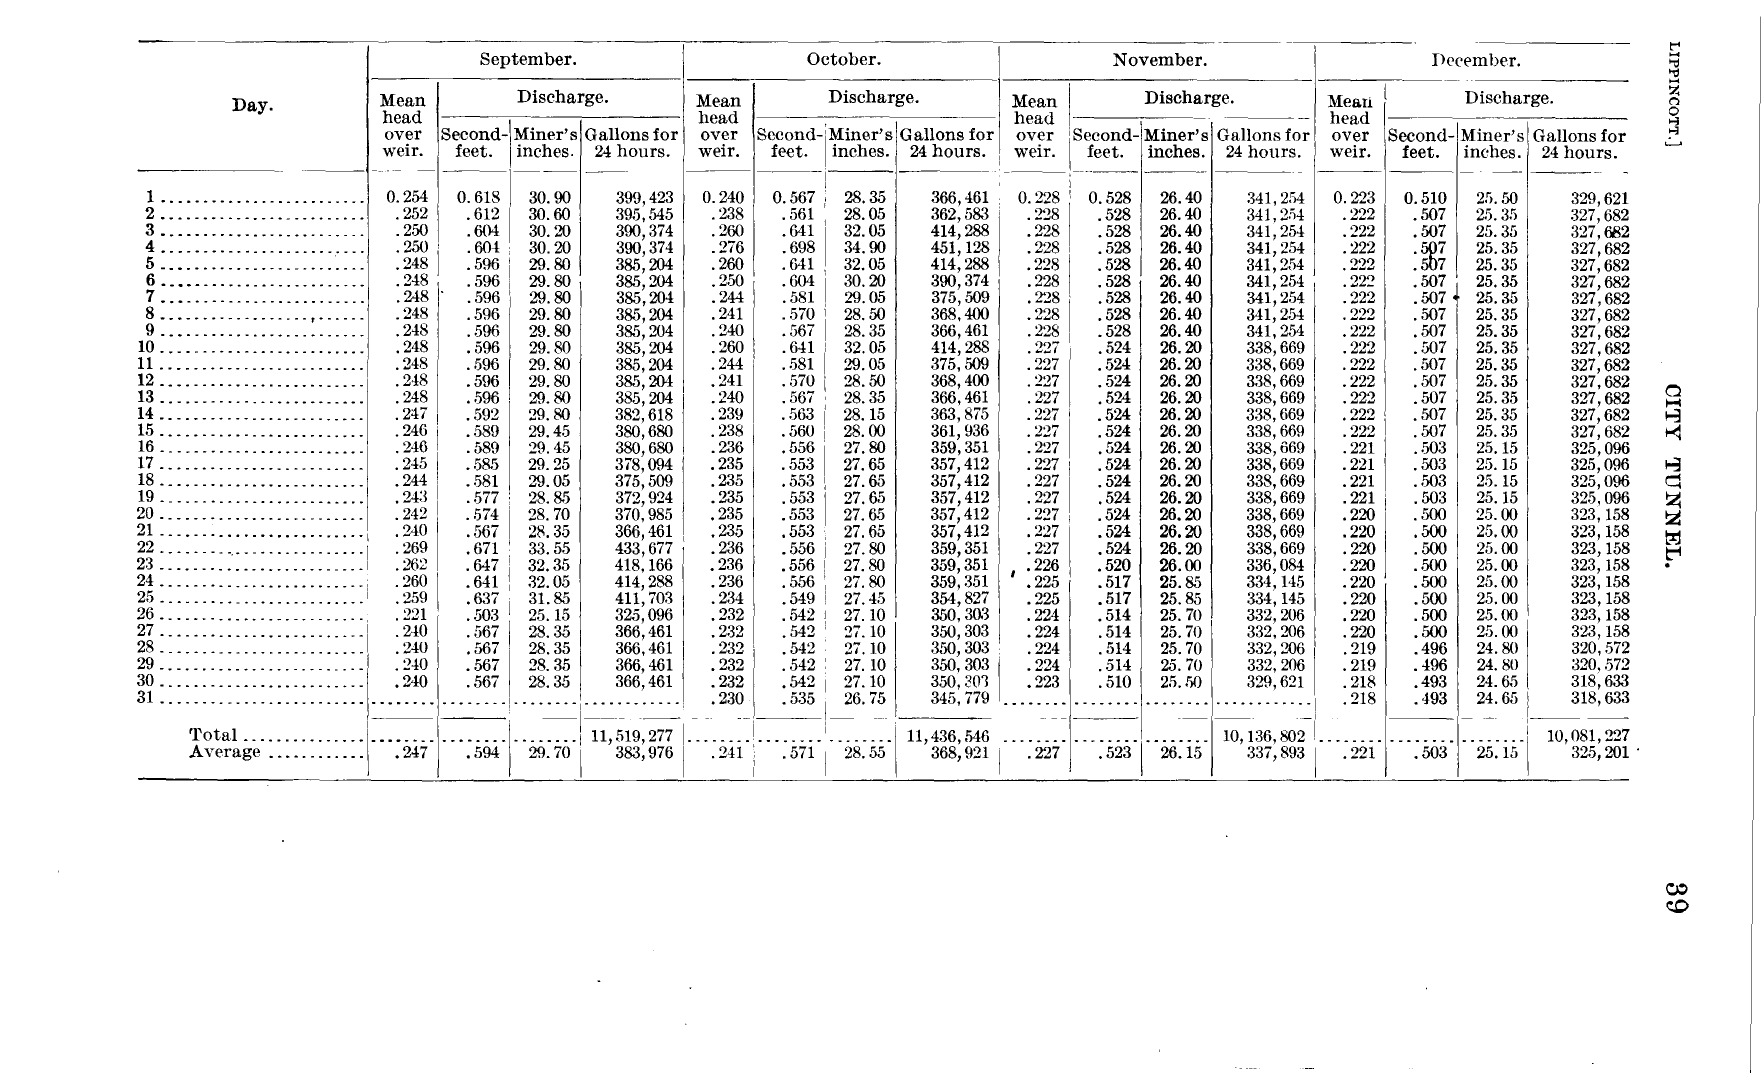 LIPPINCOTT.] CITY TUNNEL. 39
September. October. November. December.
Day. Mean head over weir. Discharge. Mean head over weir. Discharge. Mean head over weir. Discharge. Mean head over weir. Discharge.
Second-feet. Miner's inches. Gallons for 24 hours. Second-feet. Miner's inches. Gallons for 24 hours. Second-feet. Miner's inches. Gallons for 24 hours. Second-feet. Miner's inches. Gallons for 24 hours.
1 0.254 0.618 30.90 399,423 0.240 0.567 28.35 366,461 0.228 0.528 26.40 341,254 0.223 0.510 25.50 329,621
2 .252 .612 30.60 395,545 .238 .561 28.05 362,583 .228 .528 26.40 341,254 .222 .507 25.35 327,682
3 .250 .604 30.20 390,374 .260 .641 32.05 414,288 .228 .528 26.40 341,254 .222 .507 25.35 327,682
4 .250 .604 30.20 390,374 .276 .698 34.90 451,128 .228 .528 26.40 341,254 .222 .507 25.35 327,682
5 .248 .596 29.80 385,204 .260 .641 32.05 414,288 .228 .528 26.40 341,254 .222 .507 25.35 327,682
6 .248 .596 29.80 385,204 .250 .604 30.20 390,374 .228 .528 26.40 341,254 .222 .507 25.35 327,682
7 .248 .596 29.80 385,204 .244 .581 29.05 375,509 .228 .528 26.40 341,254 .222 .507 25.35 327,682
8 .248 .596 29.80 385,204 .241 .570 28.50 368,400 .228 .528 26.40 341,254 .222 .507 25.35 327,682
9 .248 .596 29.80 385,204 .240 .567 28.35 366,461 .228 .528 26.40 341,254 .222 .507 25.35 327,682
10 .248 .596 29.80 385,204 .260 .641 32.05 414,288 .227 .524 26.20 338,669 .222 .507 25.35 327,682
11 .248 .596 29.80 385,204 .244 .581 29.05 375,509 .227 .524 26.20 338,669 .222 .507 25.35 327,682
12 .248 .596 29.80 385,204 .241 .570 28.50 368,400 .227 .524 26.20 338,669 .222 .507 25.35 327,682
13 .248 .596 29.80 385,204 .240 .567 28.35 366,461 .227 .524 26.20 338,669 .222 .507 25.35 327,682
14 .247 .592 29.80 382,618 .239 .563 28.15 363,875 .227 .524 26.20 338,669 .222 .507 25.35 327,682
15 .246 .589 29.45 380,680 .238 .560 28.00 361,936 .227 .524 26.20 338,669 .222 .507 25.35 327,682
16 .246 .589 29.45 380,680 .236 .556 27.80 359,351 .227 .524 26.20 338,669 .221 .503 25.15 325,096
17 .245 .585 29.25 378,094 .235 .553 27.65 357,412 .227 .524 26.20 338,669 .221 .503 25.15 325,096
18 .244 .581 29.05 375,509 .235 .553 27.65 357,412 .227 .524 26.20 338,669 .221 .503 25.15 325,096
19 .243 .577 28.85 372,924 .235 .553 27.65 357,412 .227 .524 26.20 338,669 .221 .503 25.15 325,096
20 .242 .574 28.70 370,985 .235 .553 27.65 357,412 .227 .524 26.20 338,669 .220 .500 25.00 323,158
21 .240 .567 28.35 366,461 .235 .553 27.65 357,412 .227 .524 26.20 338,669 .220 .500 25.00 323,158
22 .269 .671 33.55 433,677 .236 .556 27.80 359,351 .227 .524 26.20 338,669 .220 .500 25.00 323,158
23 .262 .647 32.35 418,166 .236 .556 27.80 359,351 .226 .520 26.00 336,084 .220 .500 25.00 323,158
24 .260 .641 32.05 414,288 .236 .556 27.80 359,351 .225 .517 25.85 334,145 .220 .500 25.00 323,158
25 .259 .637 31.85 411,703 .234 .549 27.45 354,827 .225 .517 25.85 334,145 .220 .500 25.00 323,158
26 .221 .503 25.15 325,096 .232 .542 27.10 350,303 .224 .514 25.70 332,206 .220 .500 25.00 323,158
27 .240 .567 28.35 366,461 .232 .542 27.10 350,303 .224 .514 25.70 332,206 .220 .500 25.00 323,158
28 .240 .567 28.35 366,461 .232 .542 27.10 350,303 .224 .514 25.70 332,206 .219 .496 24.80 320,572
29 .240 .567 28.35 366,461 .232 .542 27.10 350,303 .224 .514 25.70 332,206 .219 .496 24.80 320,572
30 .240 .567 28.35 366,461 .232 .542 27.10 350,303 .223 .510 25.50 329,621 .218 .493 24.65 318,633
31 .230 .535 26.75 345,779 .218 .493 24.65 318,633
Total 11,519,277 11,436,546 10,136,802 10,081,227
Average .247 .594 29.70 383,976 .241 .571 28.55 368,921 .227 .523 26.15 337,893 .221 .503 25.15 325,201